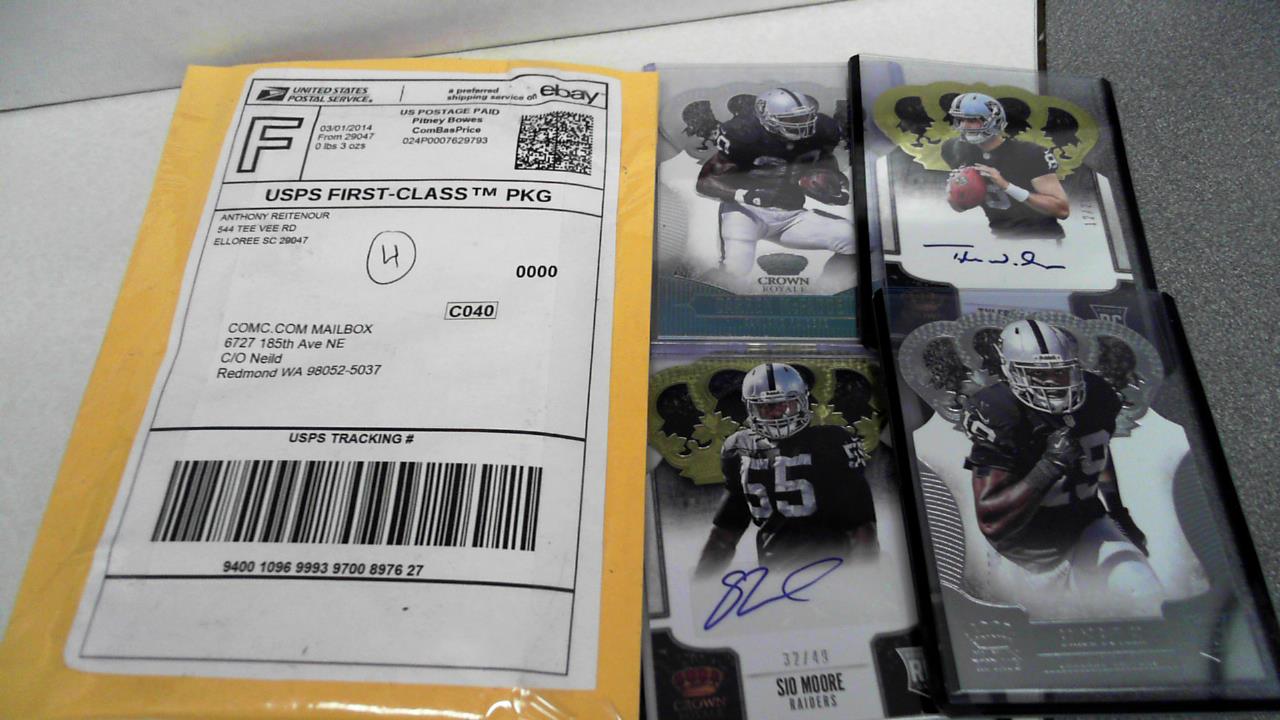 UNITED STATES
POSTAL SERVICE®
a preferred
shipping service on ebay
F
03/01/2014
From 29047
0 lbs 3 ozs
US POSTAGE PAID
Pitney Bowes
ComBasPrice
024P0007629793
USPS FIRST-CLASS™ PKG
ANTHONY REITENOUR
544 TEE VEE RD
ELLOREE SC 29047
4
0000
C040
COMC.COM MAILBOX
6727 185th Ave NE
C/O Neild
Redmond WA 98052-5037
USPS TRACKING #
9400 1096 9993 9700 8976 27
CROWN
ROYALE
RC
55
32/49
SIO MOORE
RAIDERS
CROWN